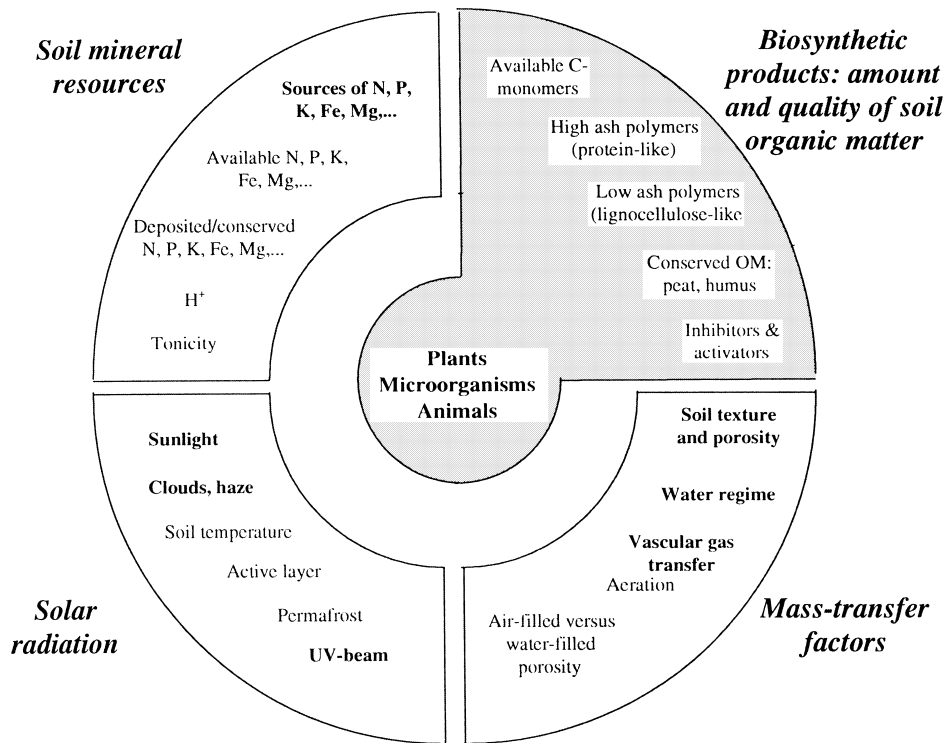 Soil mineral
resources
Sources of N, P,
K, Fe, Mg,...
Available N, P, K,
Fe, Mg,...
Deposited/conserved
N, P, K, Fe, Mg,...
H⁺
Tonicity
Biosynthetic
products: amount
and quality of soil
organic matter
Available C-
monomers
High ash polymers
(protein-like)
Low ash polymers
(lignocellulose-like
Conserved OM:
peat, humus
Inhibitors &
activators
Plants
Microorganisms
Animals
Sunlight
Clouds, haze
Soil temperature
Active layer
Permafrost
UV-beam
Solar
radiation
Soil texture
and porosity
Water regime
Vascular gas
transfer
Aeration
Air-filled versus
water-filled
porosity
Mass-transfer
factors